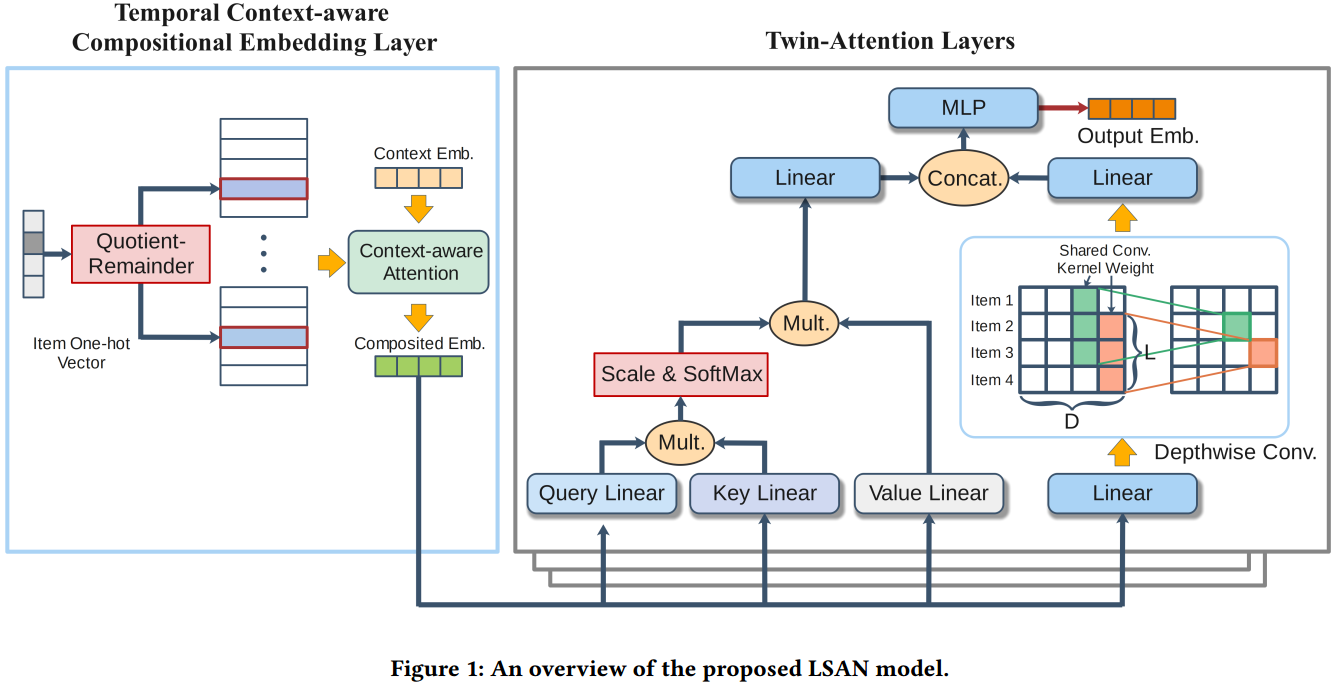 Temporal Context-aware
Compositional Embedding Layer
Twin-Attention Layers
Item One-hot
Vector
Quotient-
Remainder
Context Emb.
Context-aware
Attention
Composited Emb.
MLP
Output Emb.
Linear
Concat.
Linear
Mult.
Scale & SoftMax
Mult.
Query Linear
Key Linear
Value Linear
Shared Conv.
Kernel Weight
Item 1
Item 2
Item 3
Item 4
L
D
Depthwise Conv.
Linear
Figure 1: An overview of the proposed LSAN model.